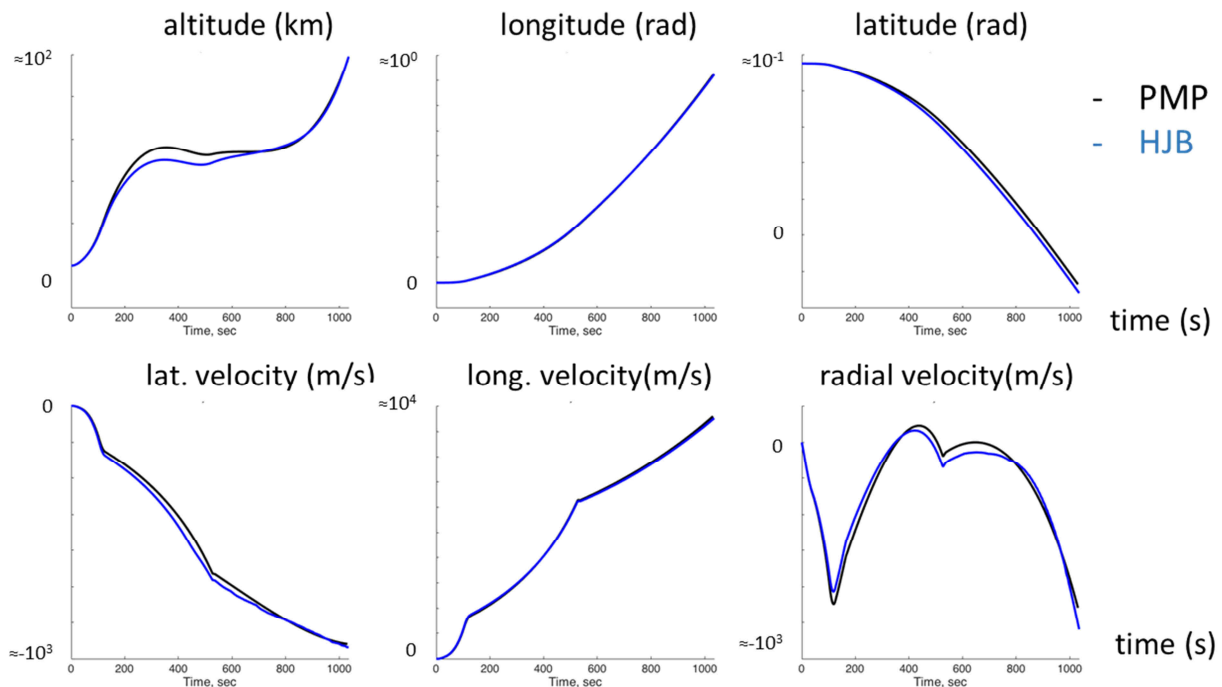 altitude (km)
longitude (rad)
latitude (rad)
≈10²
≈10⁰
≈10⁻¹
- PMP
- HJB
0
0
0
0 200 400 600 800 1000
0 200 400 600 800 1000
0 200 400 600 800 1000
Time, sec
Time, sec
Time, sec
time (s)
lat. velocity (m/s)
long. velocity(m/s)
radial velocity(m/s)
0
≈10⁴
0
≈-10³
0
≈-10³
0 200 400 600 800 1000
0 200 400 600 800 1000
0 200 400 600 800 1000
Time, sec
Time, sec
Time, sec
time (s)